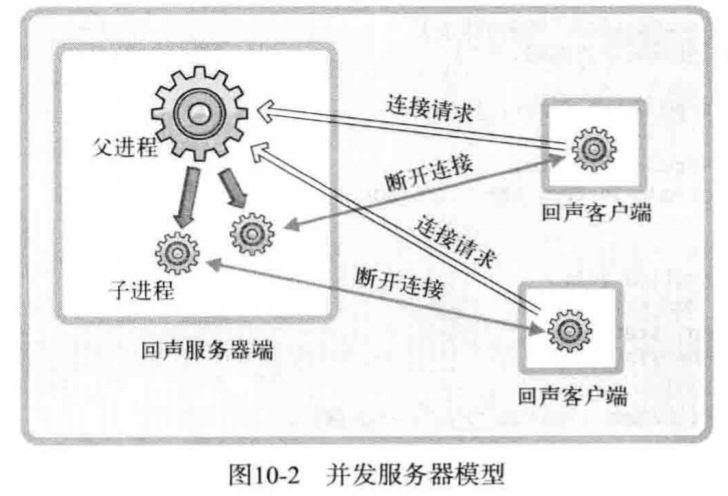 连接请求
父进程
断开连接
回声客户端
连接请求
子进程
断开连接
回声服务器端
回声客户端
图10-2 并发服务器模型